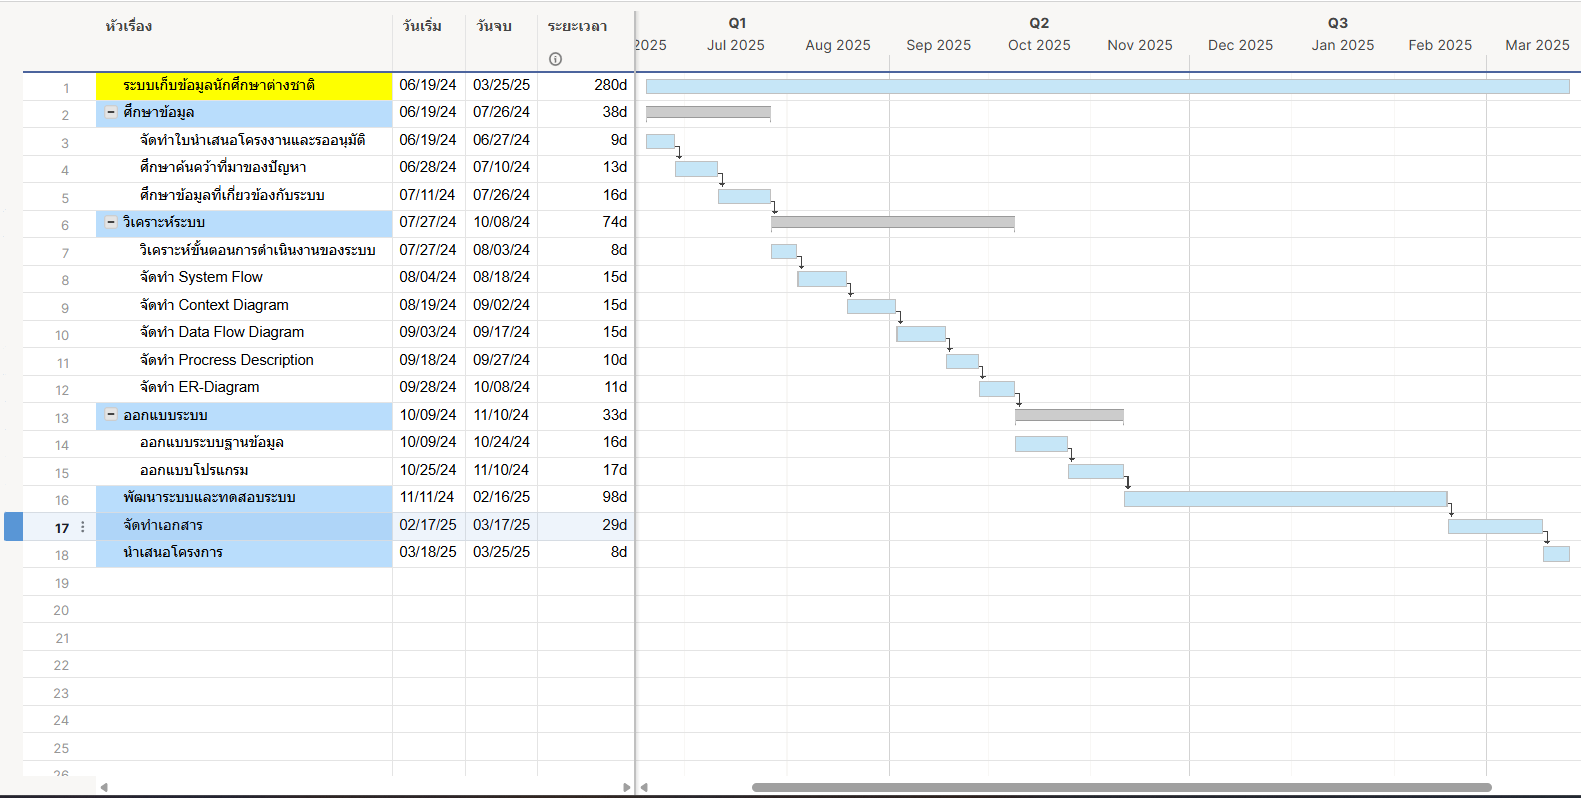 Q1 Q2 Q3
หัวเรื่อง วันเริ่ม วันจบ ระยะเวลา
2025 Jul 2025 Aug 2025 Sep 2025 Oct 2025 Nov 2025 Dec 2025 Jan 2025 Feb 2025 Mar 2025
1 ระบบเก็บข้อมูลนักศึกษาต่างชาติ 06/19/24 03/25/25 280d
2 ศึกษาข้อมูล 06/19/24 07/26/24 38d
3 จัดทำใบนำเสนอโครงงานและรออนุมัติ 06/19/24 06/27/24 9d
4 ศึกษาค้นคว้าที่มาของปัญหา 06/28/24 07/10/24 13d
5 ศึกษาข้อมูลที่เกี่ยวข้องกับระบบ 07/11/24 07/26/24 16d
6 วิเคราะห์ระบบ 07/27/24 10/08/24 74d
7 วิเคราะห์ขั้นตอนการดำเนินงานของระบบ 07/27/24 08/03/24 8d
8 จัดทำ System Flow 08/04/24 08/18/24 15d
9 จัดทำ Context Diagram 08/19/24 09/02/24 15d
10 จัดทำ Data Flow Diagram 09/03/24 09/17/24 15d
11 จัดทำ Procress Description 09/18/24 09/27/24 10d
12 จัดทำ ER-Diagram 09/28/24 10/08/24 11d
13 ออกแบบระบบ 10/09/24 11/10/24 33d
14 ออกแบบระบบฐานข้อมูล 10/09/24 10/24/24 16d
15 ออกแบบโปรแกรม 10/25/24 11/10/24 17d
16 พัฒนาระบบและทดสอบระบบ 11/11/24 02/16/25 98d
17 จัดทำเอกสาร 02/17/25 03/17/25 29d
18 นำเสนอโครงการ 03/18/25 03/25/25 8d
19
20
21
22
23
24
25
26